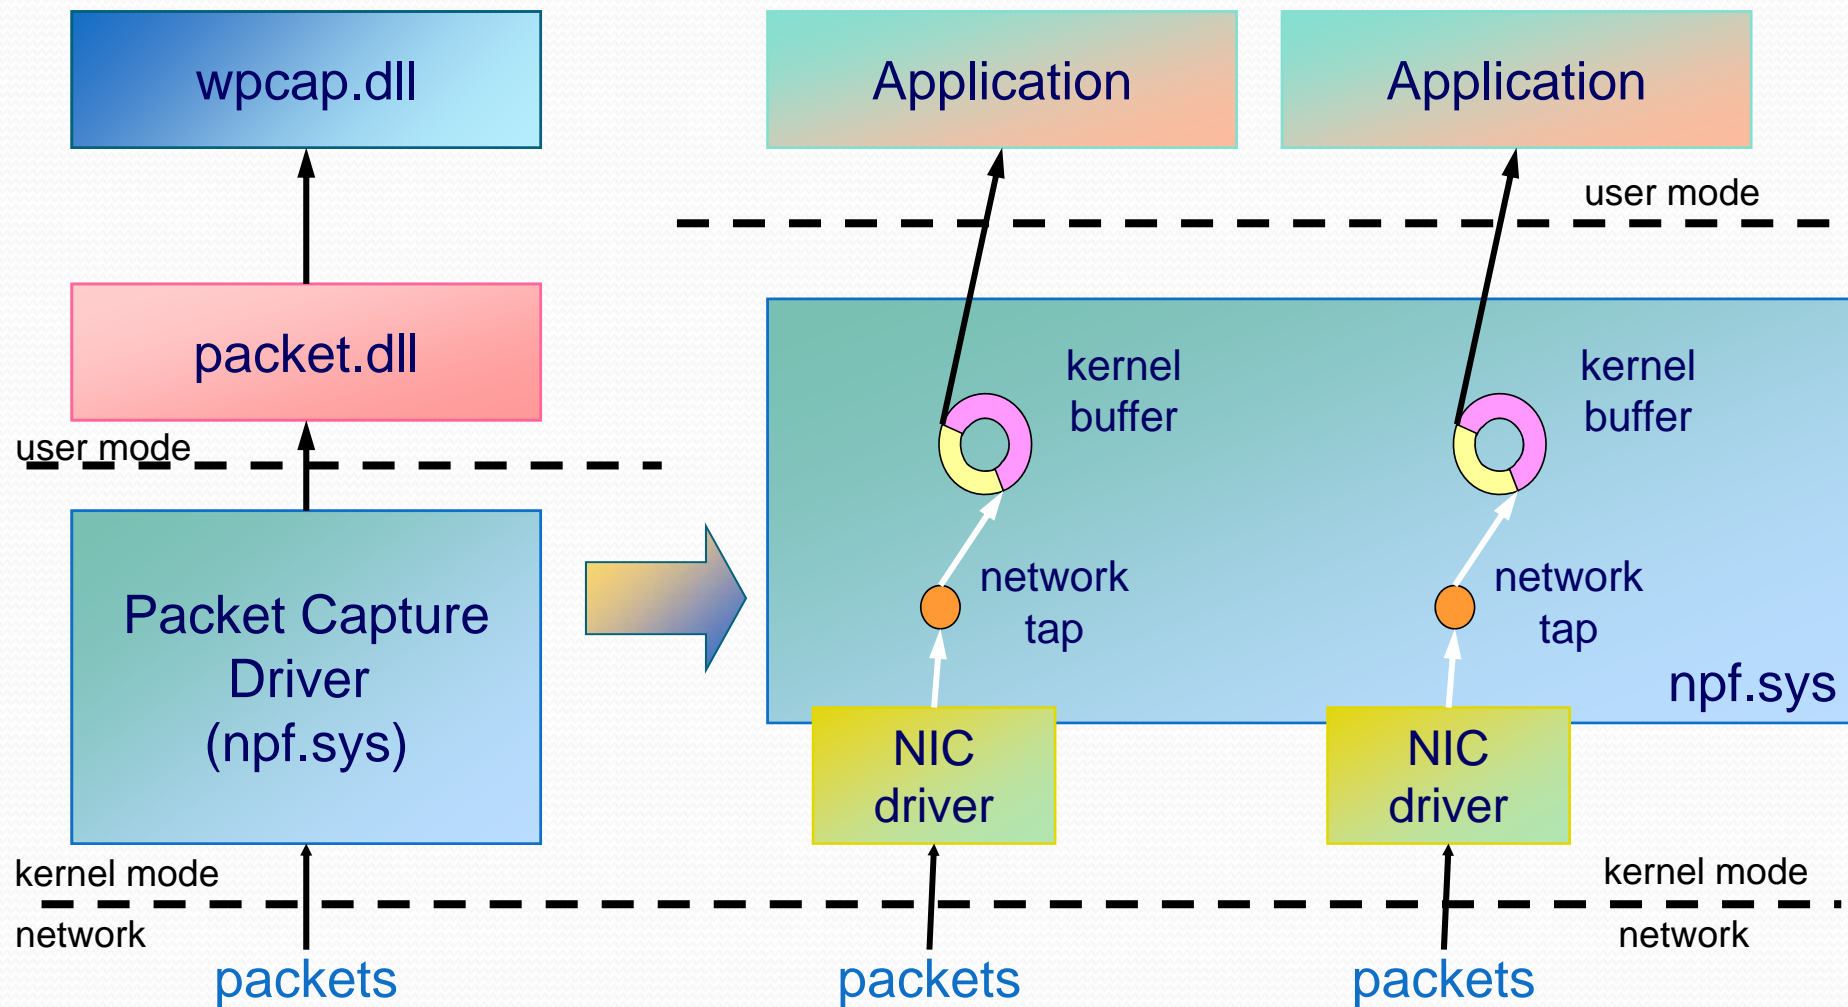 wpcap.dll
packet.dll
user mode
Packet Capture
Driver
(npf.sys)
kernel mode
network
packets
Application
Application
user mode
kernel
buffer
kernel
buffer
network
tap
network
tap
npf.sys
NIC
driver
NIC
driver
kernel mode
network
packets
packets